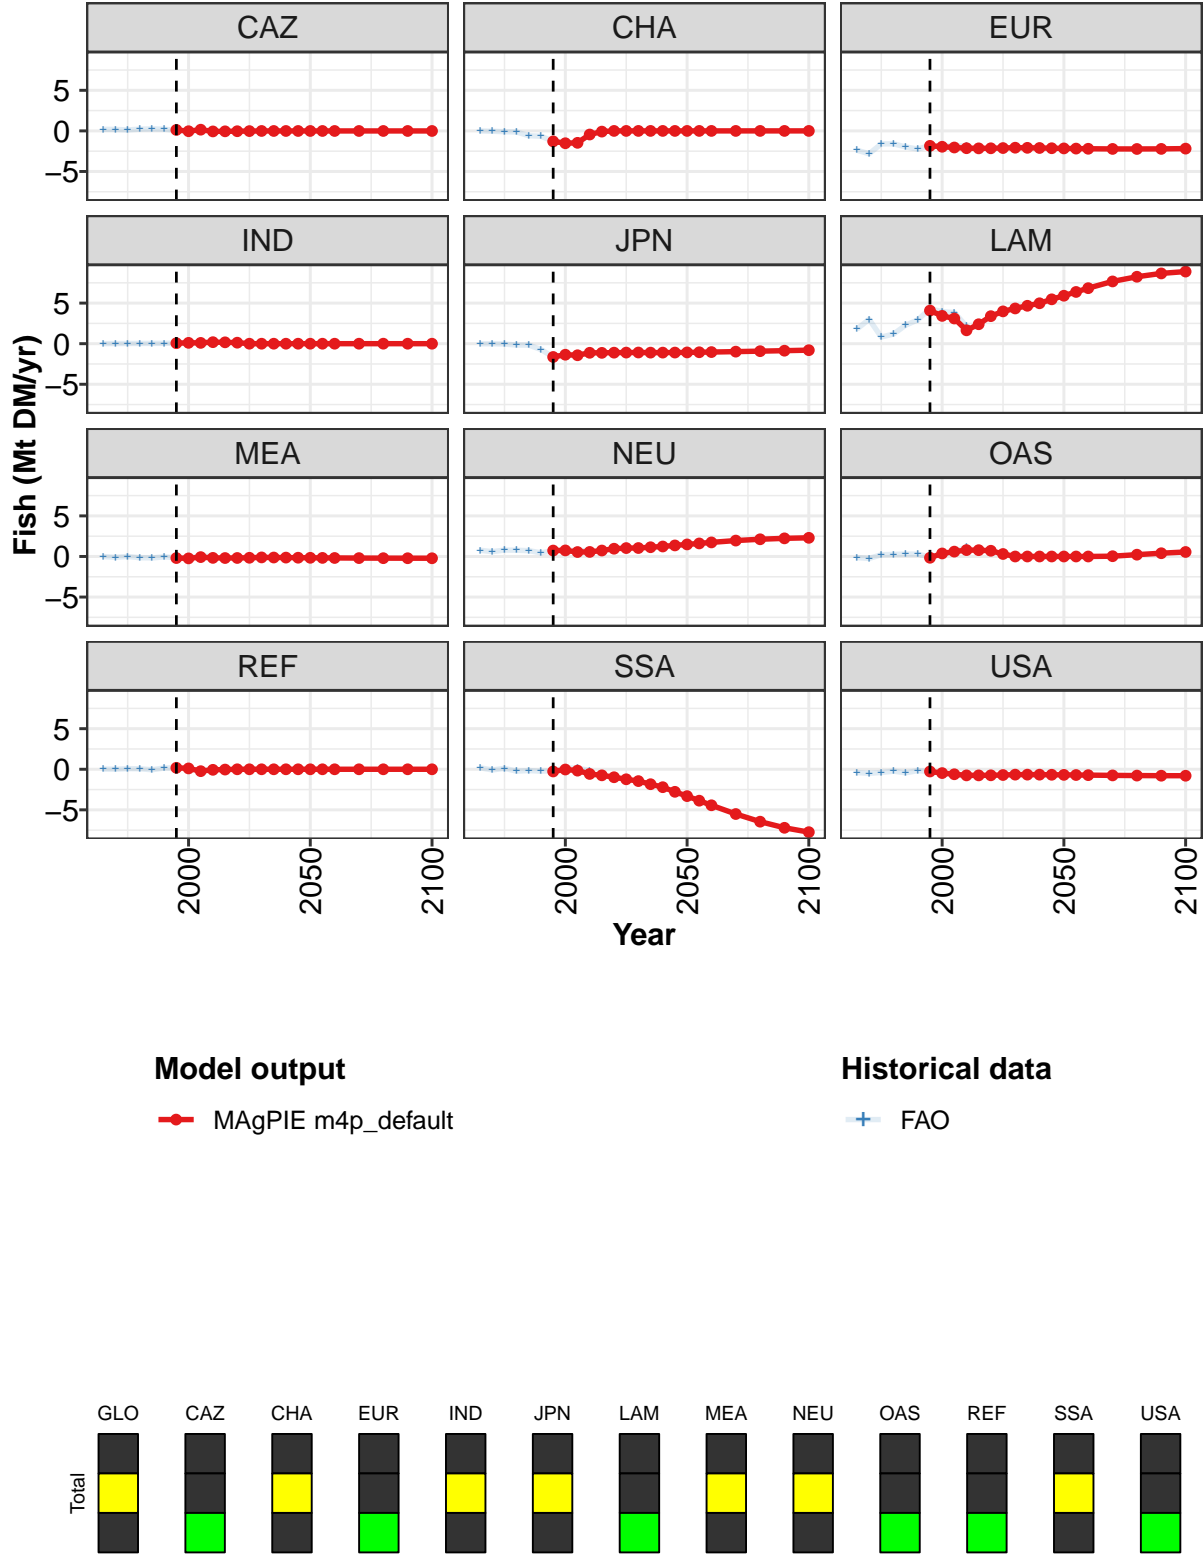 CAZ CHA EUR
5
0
−5
IND JPN LAM
5
0
−5
MEA NEU OAS
5
0
−5
REF SSA USA
5
0
−5
Fish (Mt DM/yr)
2000 2050 2100 2000 2050 2100 2000 2050 2100
Year
Model output Historical data
MAgPIE m4p_default FAO
GLO CAZ CHA EUR IND JPN LAM MEA NEU OAS REF SSA USA
Total